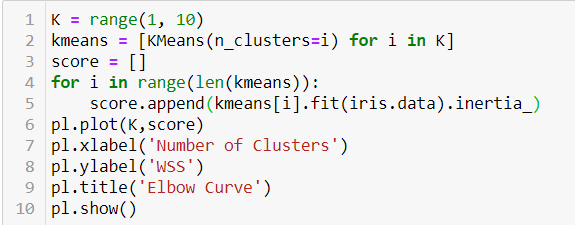 1 K = range(1, 10)
2 kmeans = [KMeans(n_clusters=i) for i in K]
3 score = []
4 for i in range(len(kmeans)):
5     score.append(kmeans[i].fit(iris.data).inertia_)
6 pl.plot(K,score)
7 pl.xlabel('Number of Clusters')
8 pl.ylabel('WSS')
9 pl.title('Elbow Curve')
10 pl.show()